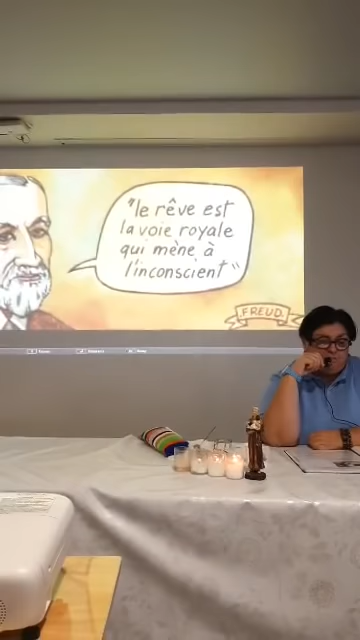 "le rêve est
la voie royale
qui mène à
l'inconscient"
FREUD